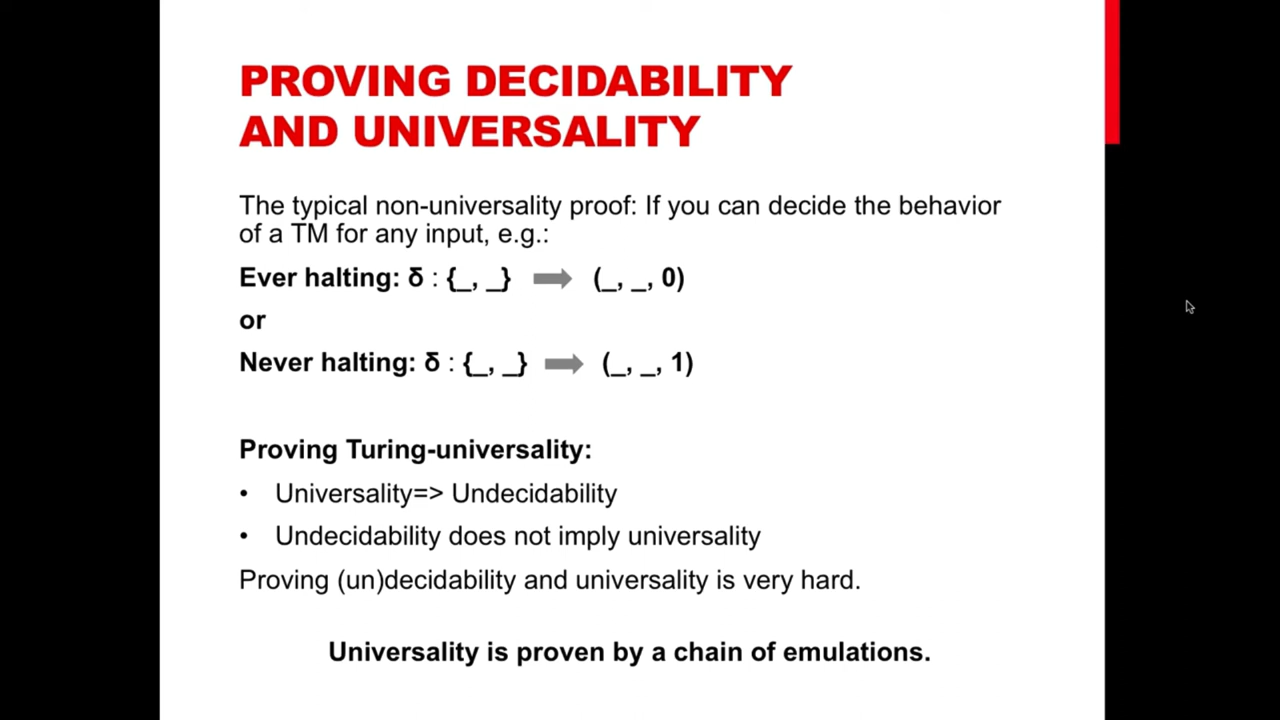 PROVING DECIDABILITY
AND UNIVERSALITY
The typical non-universality proof: If you can decide the behavior
of a TM for any input, e.g.:
Ever halting: δ : {_, _} ➡ (_, _, 0)
or
Never halting: δ : {_, _} ➡ (_, _, 1)
Proving Turing-universality:
• Universality=> Undecidability
• Undecidability does not imply universality
Proving (un)decidability and universality is very hard.
Universality is proven by a chain of emulations.